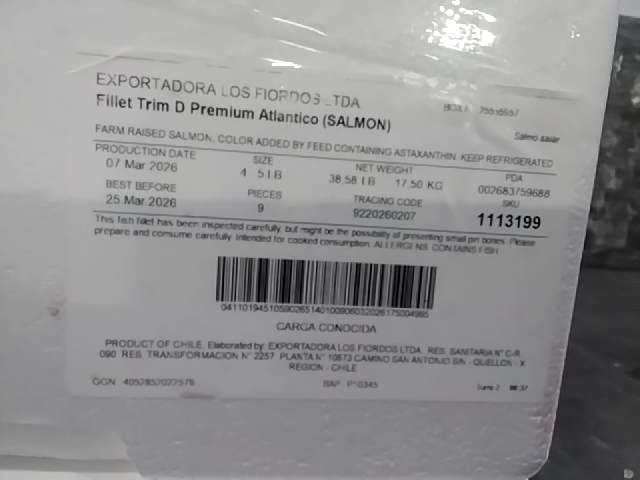 EXPORTADORA LOS FIORDOS LTDA
Fillet Trim D Premium Atlantico (SALMON)
Salmo salar
FARM RAISED SALMON, COLOR ADDED BY FEED CONTAINING ASTAXANTHIN. KEEP REFRIGERATED
PRODUCTION DATE SIZE NET WEIGHT PDA
07 Mar 2026 4 5 LB 38,58 LB 17,50 KG 002683759688
BEST BEFORE PIECES TRACING CODE SKU
25 Mar 2026 9 9220260207 1113199
This fish fillet has been inspected carefully, but might be the possibility of presenting small pin bones. Please
prepare and consume carefully. Intended for cooked consumption. ALLERGENS: CONTAINS FISH
CARGA CONOCIDA
PRODUCT OF CHILE. Elaborated by: EXPORTADORA LOS FIORDOS LTDA. RES. SANITARIA N° C-R
090 RES. TRANSFORMACION N° 2257 PLANTA N° 10673 CAMINO SAN ANTONIO S/N - QUELLON - X
REGION - CHILE
Turno 2